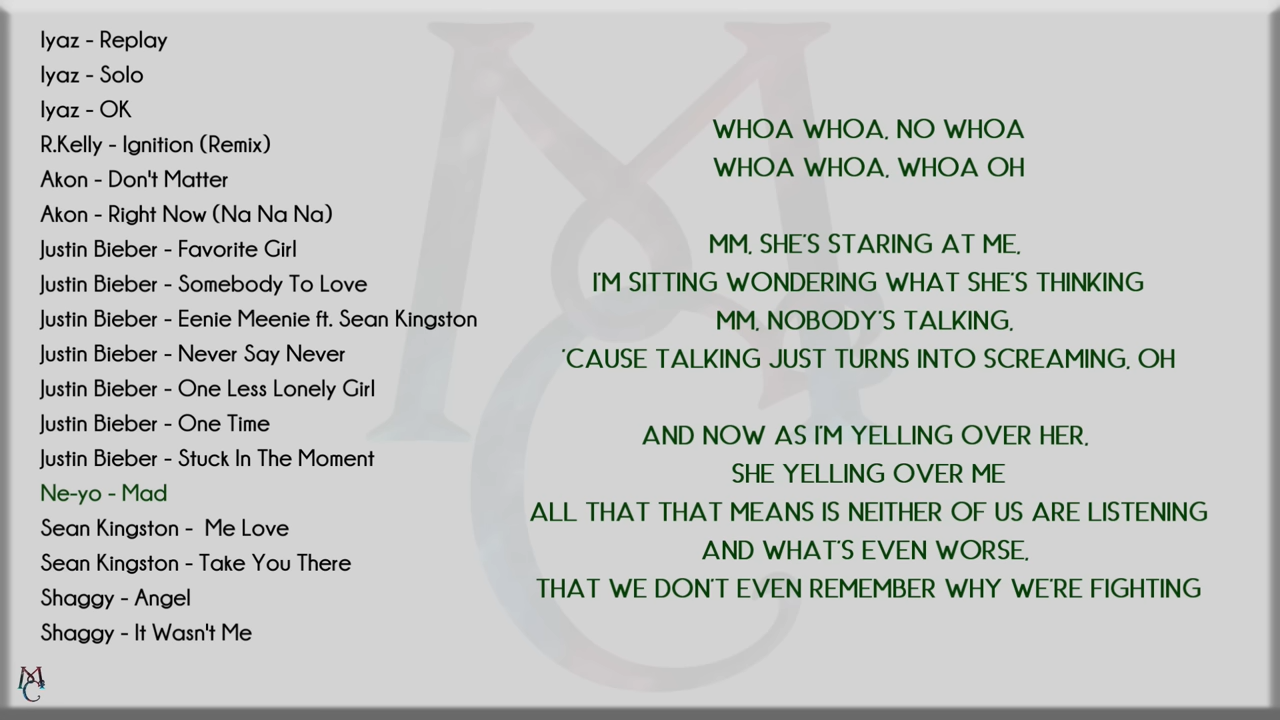 Iyaz - Replay
Iyaz - Solo
Iyaz - OK
R.Kelly - Ignition (Remix)
Akon - Don't Matter
Akon - Right Now (Na Na Na)
Justin Bieber - Favorite Girl
Justin Bieber - Somebody To Love
Justin Bieber - Eenie Meenie ft. Sean Kingston
Justin Bieber - Never Say Never
Justin Bieber - One Less Lonely Girl
Justin Bieber - One Time
Justin Bieber - Stuck In The Moment
Ne-yo - Mad
Sean Kingston -  Me Love
Sean Kingston - Take You There
Shaggy - Angel
Shaggy - It Wasn't Me
WHOA WHOA, NO WHOA
WHOA WHOA, WHOA OH
MM, SHE'S STARING AT ME,
I'M SITTING WONDERING WHAT SHE'S THINKING
MM, NOBODY'S TALKING,
'CAUSE TALKING JUST TURNS INTO SCREAMING, OH
AND NOW AS I'M YELLING OVER HER,
SHE YELLING OVER ME
ALL THAT THAT MEANS IS NEITHER OF US ARE LISTENING
AND WHAT'S EVEN WORSE,
THAT WE DON'T EVEN REMEMBER WHY WE'RE FIGHTING
MC